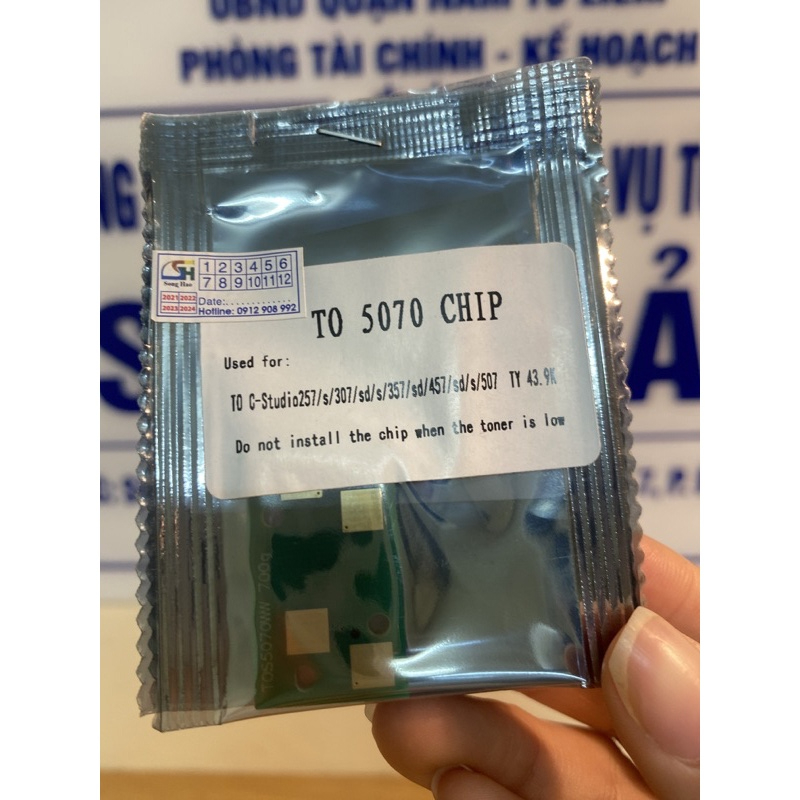 UBND QUẬN NAM TỪ LIÊM
PHÒNG TÀI CHÍNH - KẾ HOẠCH
VỤ
SH
Song Hao
1 2 3 4 5 6
7 8 9 10 11 12
2021 2022
2023 2024
Date:.............
Hotline: 0912 908 992
TO 5070 CHIP
Used for:
TO C-Studio257/s/307/sd/s/357/sd/457/sd/s/507 TY 43.9K
Do not install the chip when the toner is low
TOS5070WW 700g